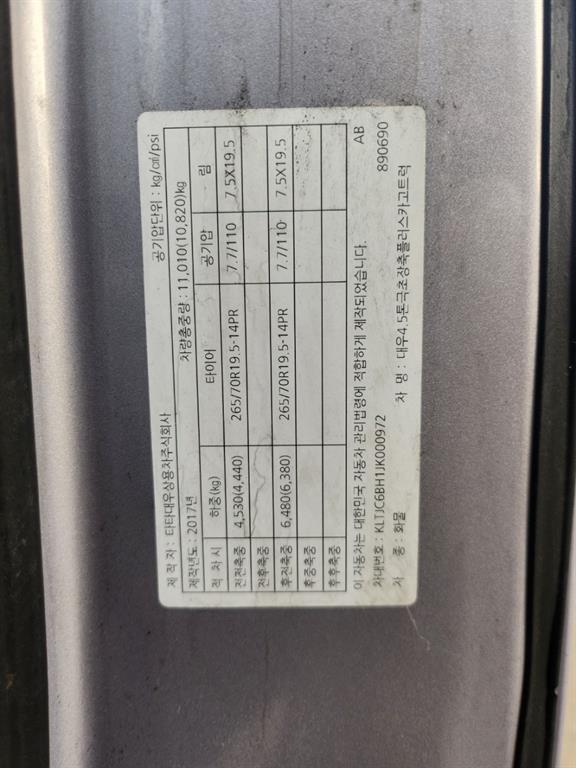 제 작 자 : 타타대우상용차주식회사 공기압단위 : kg/㎠/psi
제작년도 : 2017년 차량총중량 : 11,010(10,820)kg
적 차 시 하중(kg) 타이어 공기압 림
전전축중 4,530(4,440) 265/70R19.5-14PR 7.7/110 7.5X19.5
전후축중
후전축중 6,480(6,380) 265/70R19.5-14PR 7.7/110 7.5X19.5
후중축중
후후축중
이 자동차는 대한민국 자동차 관리법령에 적합하게 제작되었습니다. AB
차대번호 : KLTJC6BH1JK000972 890690
차 종 : 화물 차 명 : 대우4.5톤극초장축플러스카고트럭